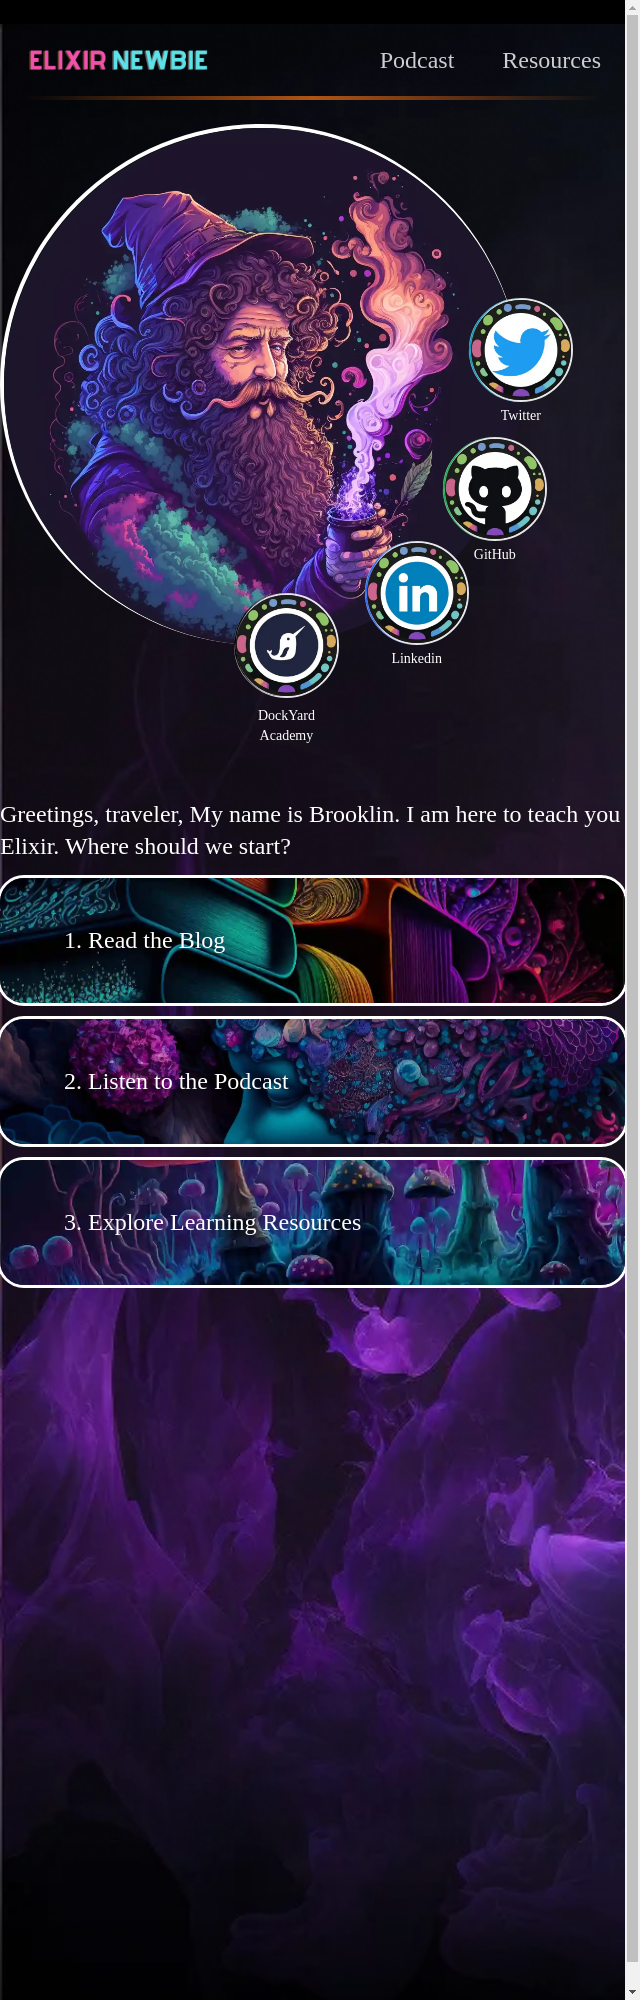 ELIXIR NEWBIE
Podcast
Resources
Twitter
GitHub
Linkedin
in
DockYard
Academy
Greetings, traveler, My name is Brooklin. I am here to teach you
Elixir. Where should we start?
1. Read the Blog
2. Listen to the Podcast
3. Explore Learning Resources